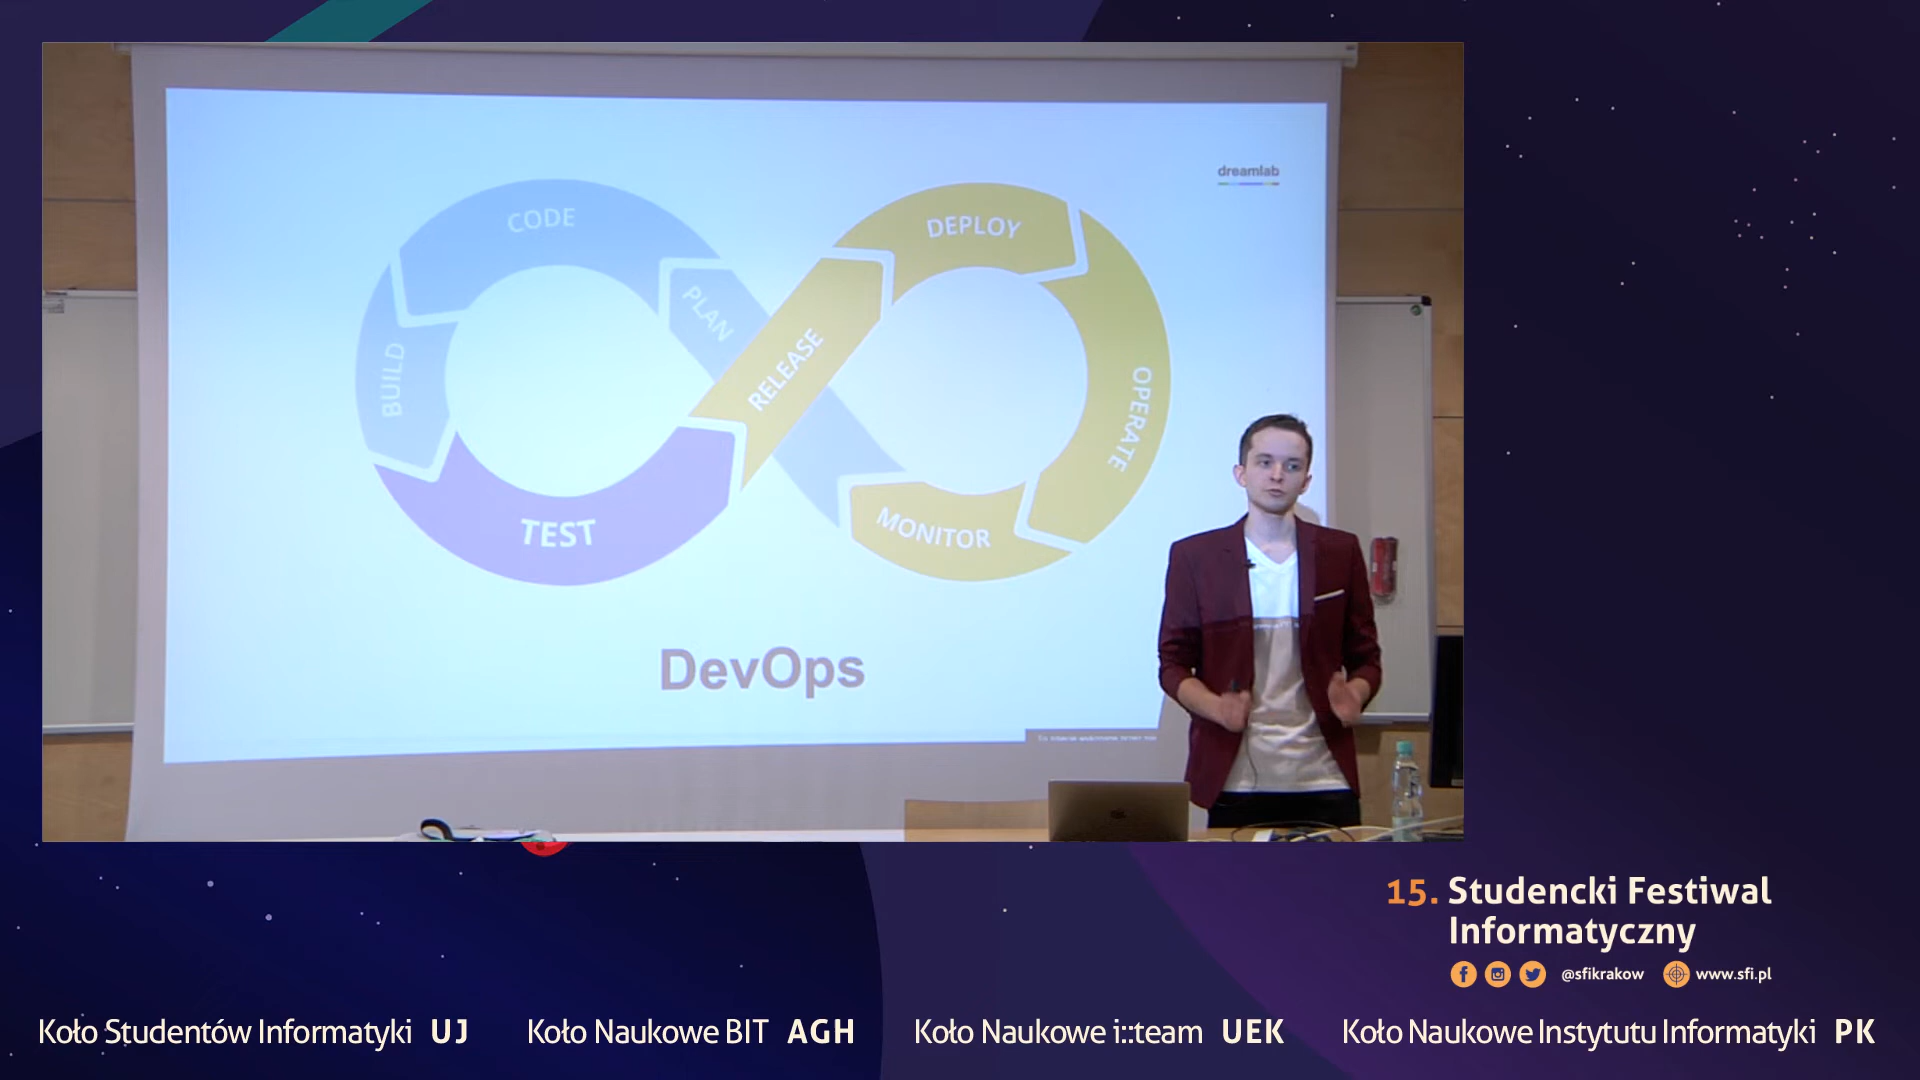 dreamlab
CODE
DEPLOY
PLAN
RELEASE
BUILD
OPERATE
TEST
MONITOR
DevOps
15. Studencki Festiwal
Informatyczny
@sfikrakow www.sfi.pl
Koło Studentów Informatyki UJ Koło Naukowe BIT AGH Koło Naukowe i::team UEK Koło Naukowe Instytutu Informatyki PK